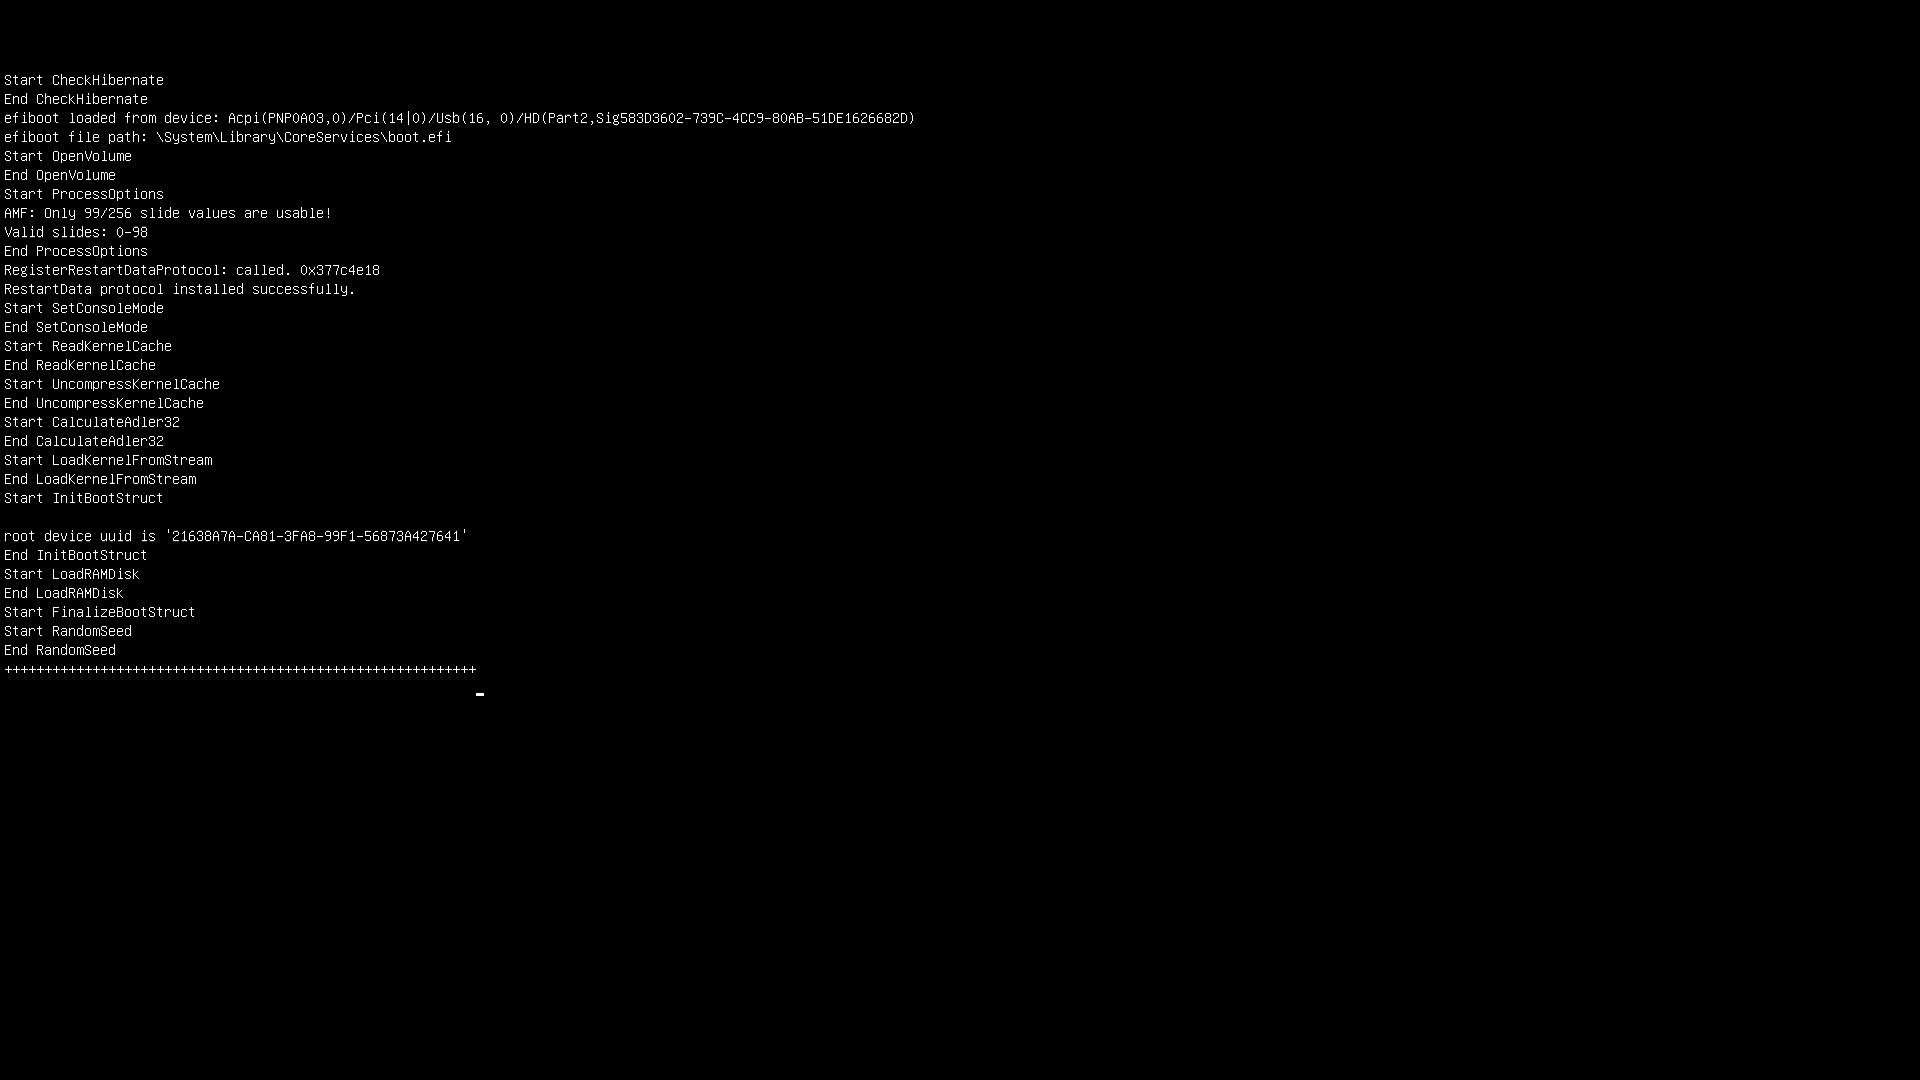 Start CheckHibernate
End CheckHibernate
efiboot loaded from device: Acpi(PNP0A03,0)/Pci(14|0)/Usb(16, 0)/HD(Part2,Sig583D3602-739C-4CC9-80AB-51DE1626682D)
efiboot file path: \System\Library\CoreServices\boot.efi
Start OpenVolume
End OpenVolume
Start ProcessOptions
AMF: Only 99/256 slide values are usable!
Valid slides: 0-98
End ProcessOptions
RegisterRestartDataProtocol: called. 0x377c4e18
RestartData protocol installed successfully.
Start SetConsoleMode
End SetConsoleMode
Start ReadKernelCache
End ReadKernelCache
Start UncompressKernelCache
End UncompressKernelCache
Start CalculateAdler32
End CalculateAdler32
Start LoadKernelFromStream
End LoadKernelFromStream
Start InitBootStruct
root device uuid is '21638A7A-CA81-3FA8-99F1-56873A427641'
End InitBootStruct
Start LoadRAMDisk
End LoadRAMDisk
Start FinalizeBootStruct
Start RandomSeed
End RandomSeed
+++++++++++++++++++++++++++++++++++++++++++++++++++++++++++